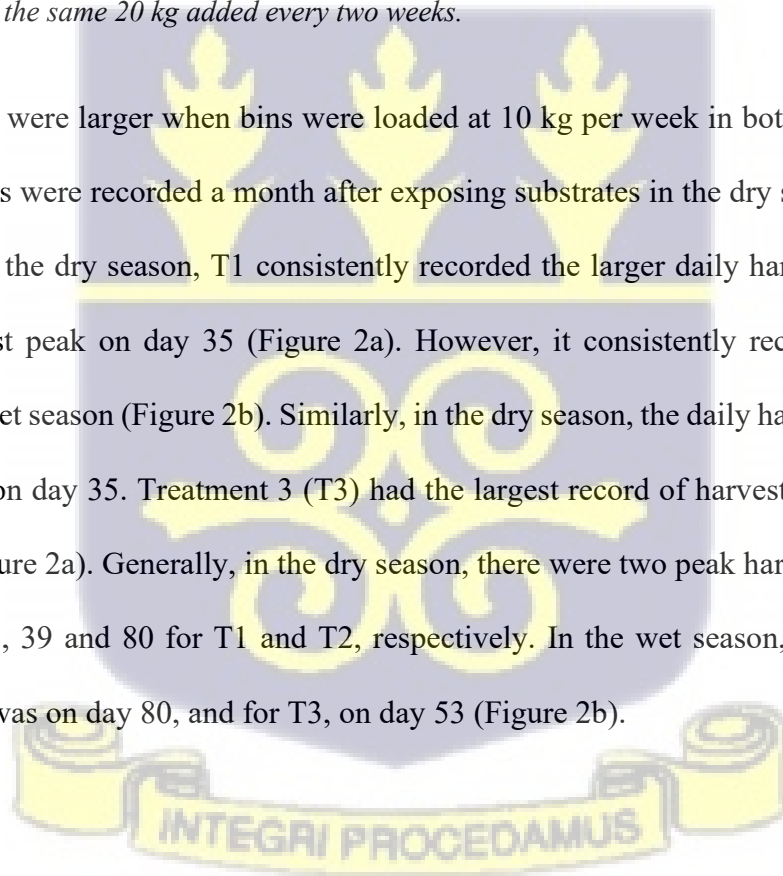 the same 20 kg added every two weeks.
were larger when bins were loaded at 10 kg per week in bot
s were recorded a month after exposing substrates in the dry s
the dry season, T1 consistently recorded the larger daily har
st peak on day 35 (Figure 2a). However, it consistently rec
et season (Figure 2b). Similarly, in the dry season, the daily ha
on day 35. Treatment 3 (T3) had the largest record of harvest
ure 2a). Generally, in the dry season, there were two peak har
, 39 and 80 for T1 and T2, respectively. In the wet season,
was on day 80, and for T3, on day 53 (Figure 2b).
INTEGRI PROCEDAMUS